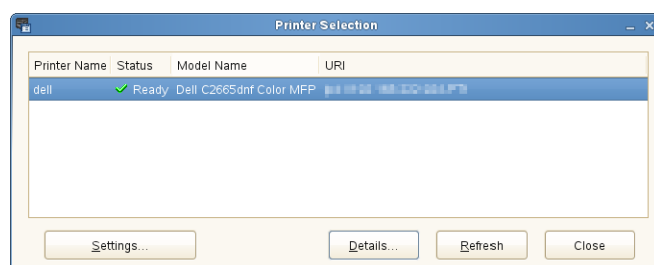 Printer Selection
Printer Name Status Model Name URI
dell Ready Dell C2665dnf Color MFP
Settings... Details... Refresh Close